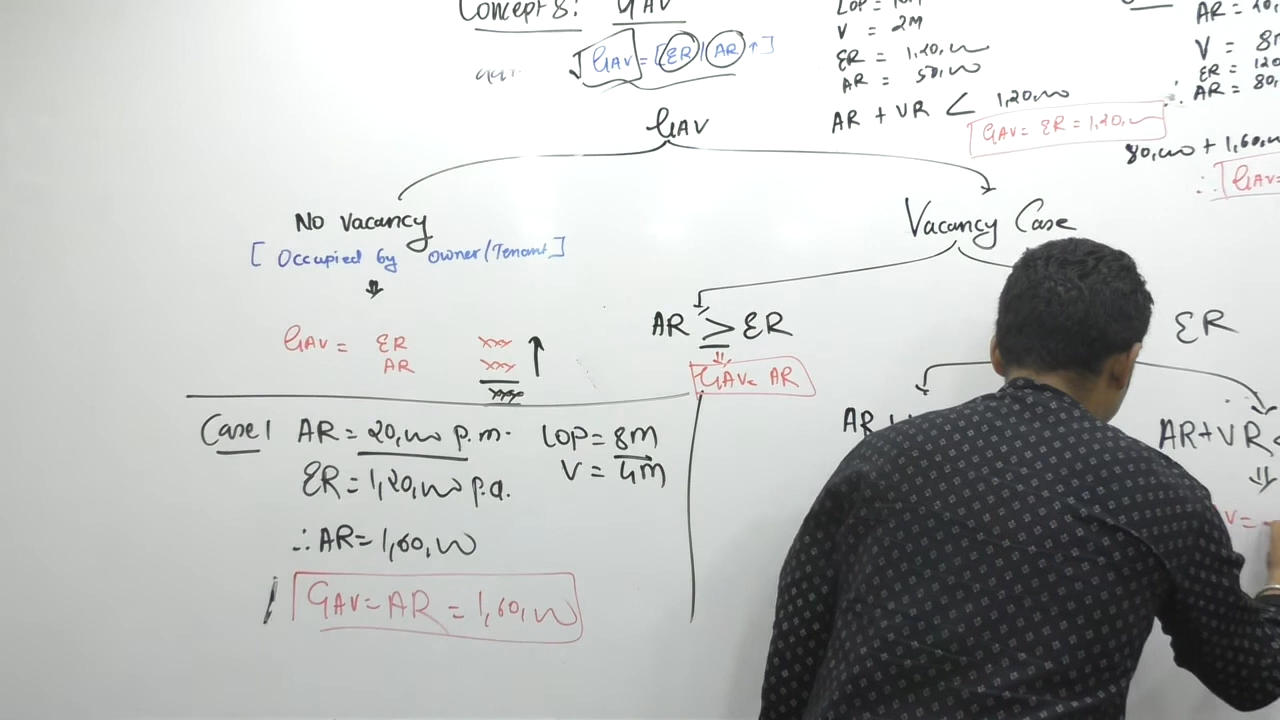 Concept 8: GAV
GAV = [ER / AR ↑]
GAV
No Vacancy
[Occupied by owner/Tenant]
GAV = ER xxx
AR xxx
xxx
Case 1 AR = 20,000 p.m. LOP = 8M
ER = 1,20,000 p.a. V = 4M
∴ AR = 1,60,000
GAV = AR = 1,60,000
V = 2M
ER = 1,20,000
AR = 50,000
AR + VR < 1,20,000
GAV = ER = 1,20,000
Vacancy Case
AR ≥ ER
GAV = AR
ER
AR
AR+VR <
V =
AR =
V = 8
ER = 120
∴ AR = 80,
80,000 + 1,60,000
∴ GAV =